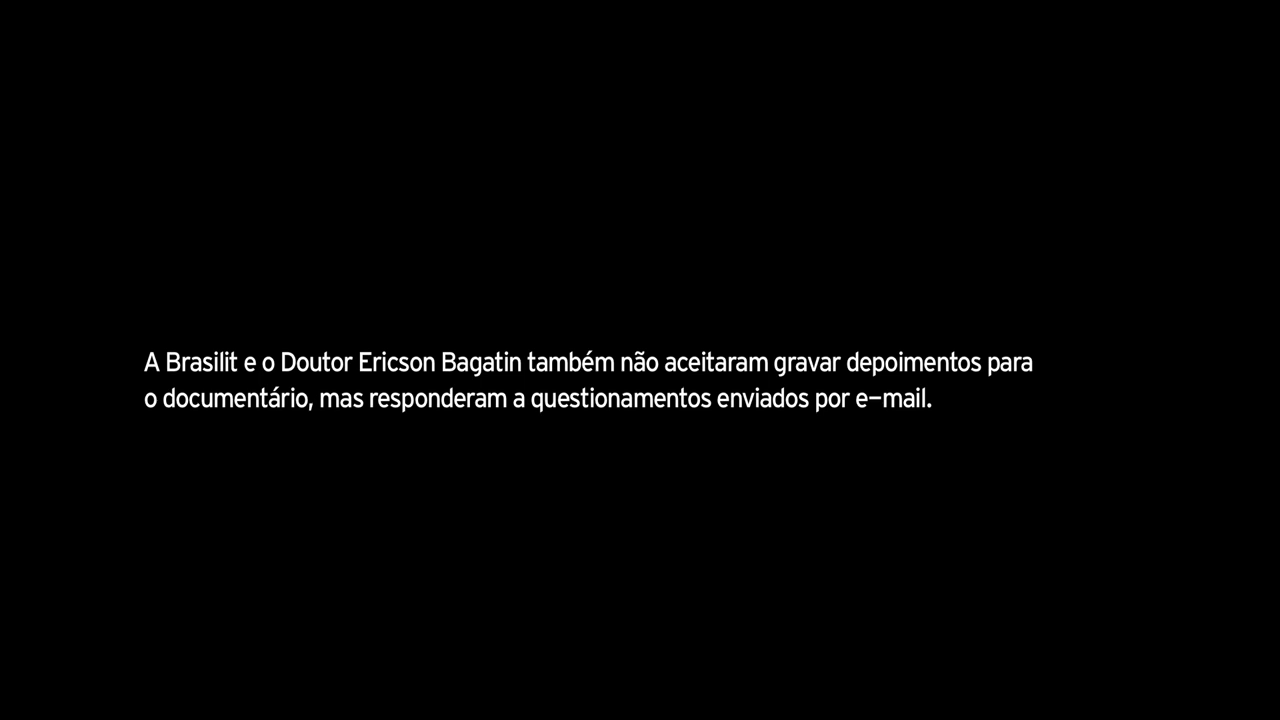 A Brasilit e o Doutor Ericson Bagatin também não aceitaram gravar depoimentos para
o documentário, mas responderam a questionamentos enviados por e-mail.